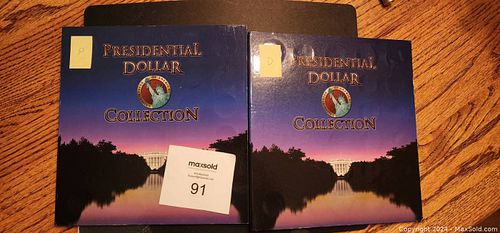 P
PRESIDENTIAL
DOLLAR
COLLECTION
D
PRESIDENTIAL
DOLLAR
COLLECTION
maxsold
91
Copyright 2024 - MaxSold.com